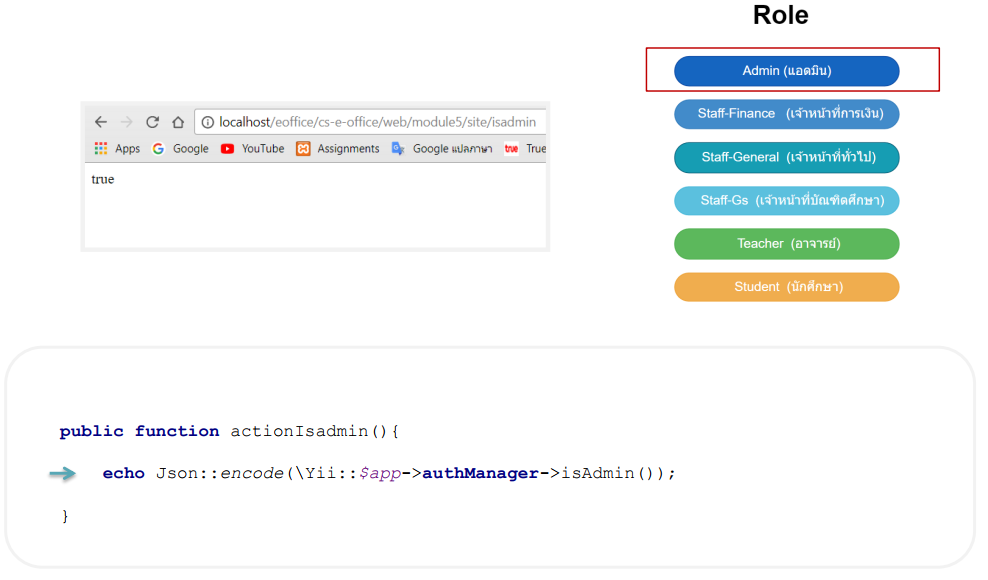 Role
Admin (แอดมิน)
Staff-Finance (เจ้าหน้าที่การเงิน)
Staff-General (เจ้าหน้าที่ทั่วไป)
Staff-Gs (เจ้าหน้าที่บัณฑิตศึกษา)
Teacher (อาจารย์)
Student (นักศึกษา)
localhost/eoffice/cs-e-office/web/module5/site/isadmin
Apps Google YouTube Assignments Google แปลภาษา true True
true
public function actionIsadmin(){
echo Json::encode(\Yii::$app->authManager->isAdmin());
}